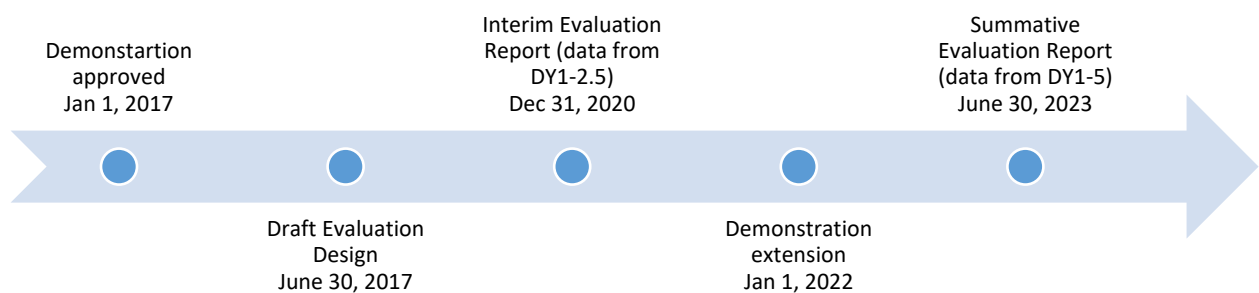 Demonstartion
approved
Jan 1, 2017
Draft Evaluation
Design
June 30, 2017
Interim Evaluation
Report (data from
DY1-2.5)
Dec 31, 2020
Demonstration
extension
Jan 1, 2022
Summative
Evaluation Report
(data from DY1-5)
June 30, 2023